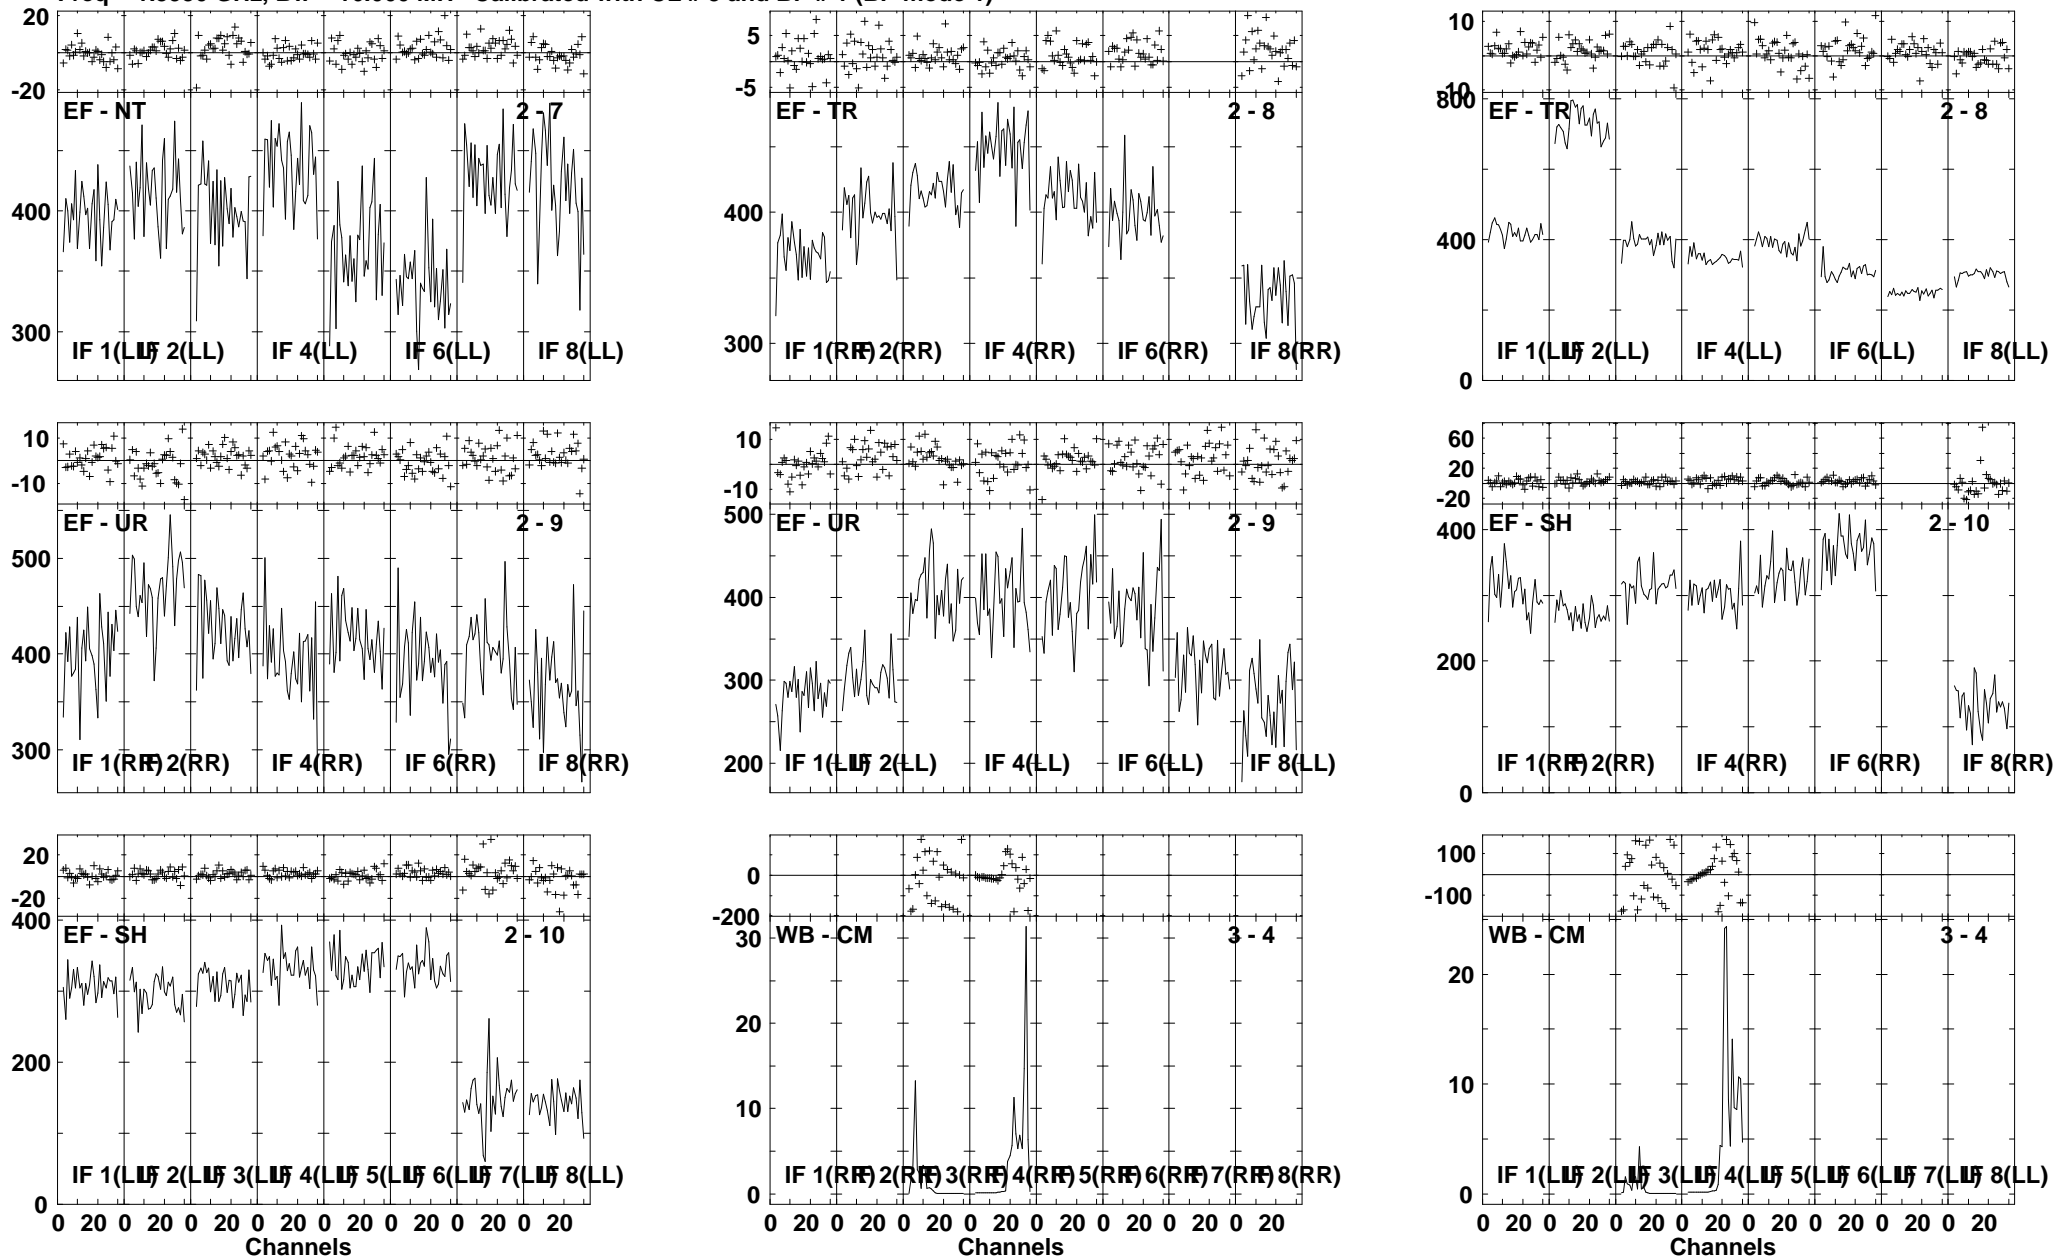 20
-20
EF - NT 2 - 7
400
300
IF 1(LL) IF 2(LL) IF 4(LL) IF 6(LL) IF 8(LL)
5
-5
EF - TR 2 - 8
400
300
IF 1(RR) IF 2(RR) IF 4(RR) IF 6(RR) IF 8(RR)
10
-10
800
EF - TR 2 - 8
400
0
IF 1(LL) IF 2(LL) IF 4(LL) IF 6(LL) IF 8(LL)
10
-10
EF - UR 2 - 9
500
400
300
IF 1(RR) IF 2(RR) IF 4(RR) IF 6(RR) IF 8(RR)
10
-10
500
EF - UR 2 - 9
400
300
200
IF 1(LL) IF 2(LL) IF 4(LL) IF 6(LL) IF 8(LL)
60
20
-20
EF - SH 2 - 10
400
200
0
IF 1(RR) IF 2(RR) IF 4(RR) IF 6(RR) IF 8(RR)
20
-20
400
EF - SH 2 - 10
200
0
IF 1(LL) IF 2(LL) IF 3(LL) IF 4(LL) IF 5(LL) IF 6(LL) IF 7(LL) IF 8(LL)
0 20 0 20 0 20 0 20 0 20 0 20 0 20 0 20
Channels
0
-200
WB - CM 3 - 4
30
20
10
0
IF 1(RR) IF 2(RR) IF 3(RR) IF 4(RR) IF 5(RR) IF 6(RR) IF 7(RR) IF 8(RR)
0 20 0 20 0 20 0 20 0 20 0 20 0 20 0 20
Channels
100
-100
WB - CM 3 - 4
20
10
0
IF 1(LL) IF 2(LL) IF 3(LL) IF 4(LL) IF 5(LL) IF 6(LL) IF 7(LL) IF 8(LL)
0 20 0 20 0 20 0 20 0 20 0 20 0 20 0 20
Channels